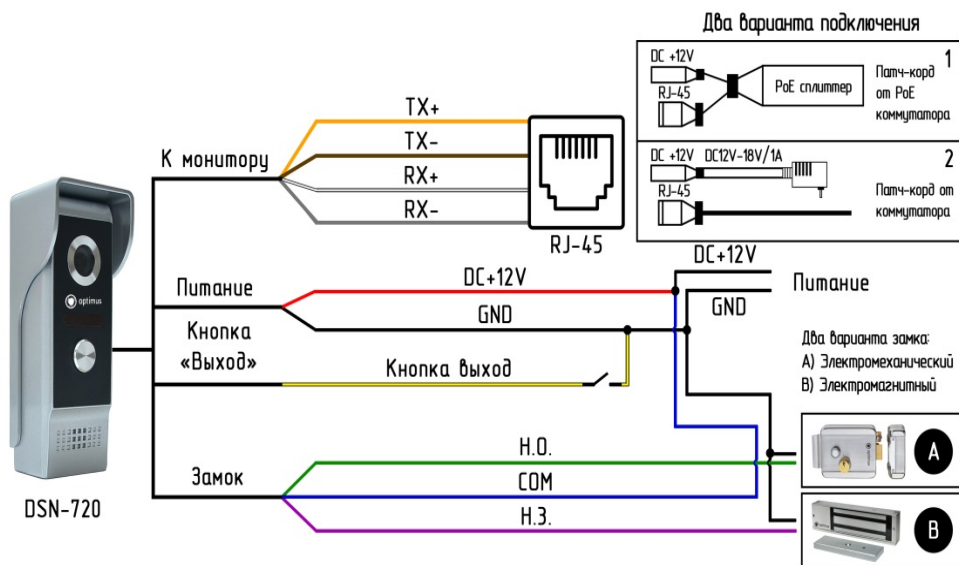 Два варианта подключения
DC +12V
RJ-45
PoE сплиттер
Патч-корд
от PoE
коммутатора
1
DC +12V
DC12V-18V/1A
RJ-45
Патч-корд от
коммутатора
2
К монитору
TX+
TX-
RX+
RX-
RJ-45
optimus
DSN-720
Питание
DC+12V
GND
DC+12V
GND
Питание
Кнопка
«Выход»
Кнопка выход
Два варианта замка:
A) Электромеханический
B) Электромагнитный
Замок
Н.О.
COM
Н.З.
A
B